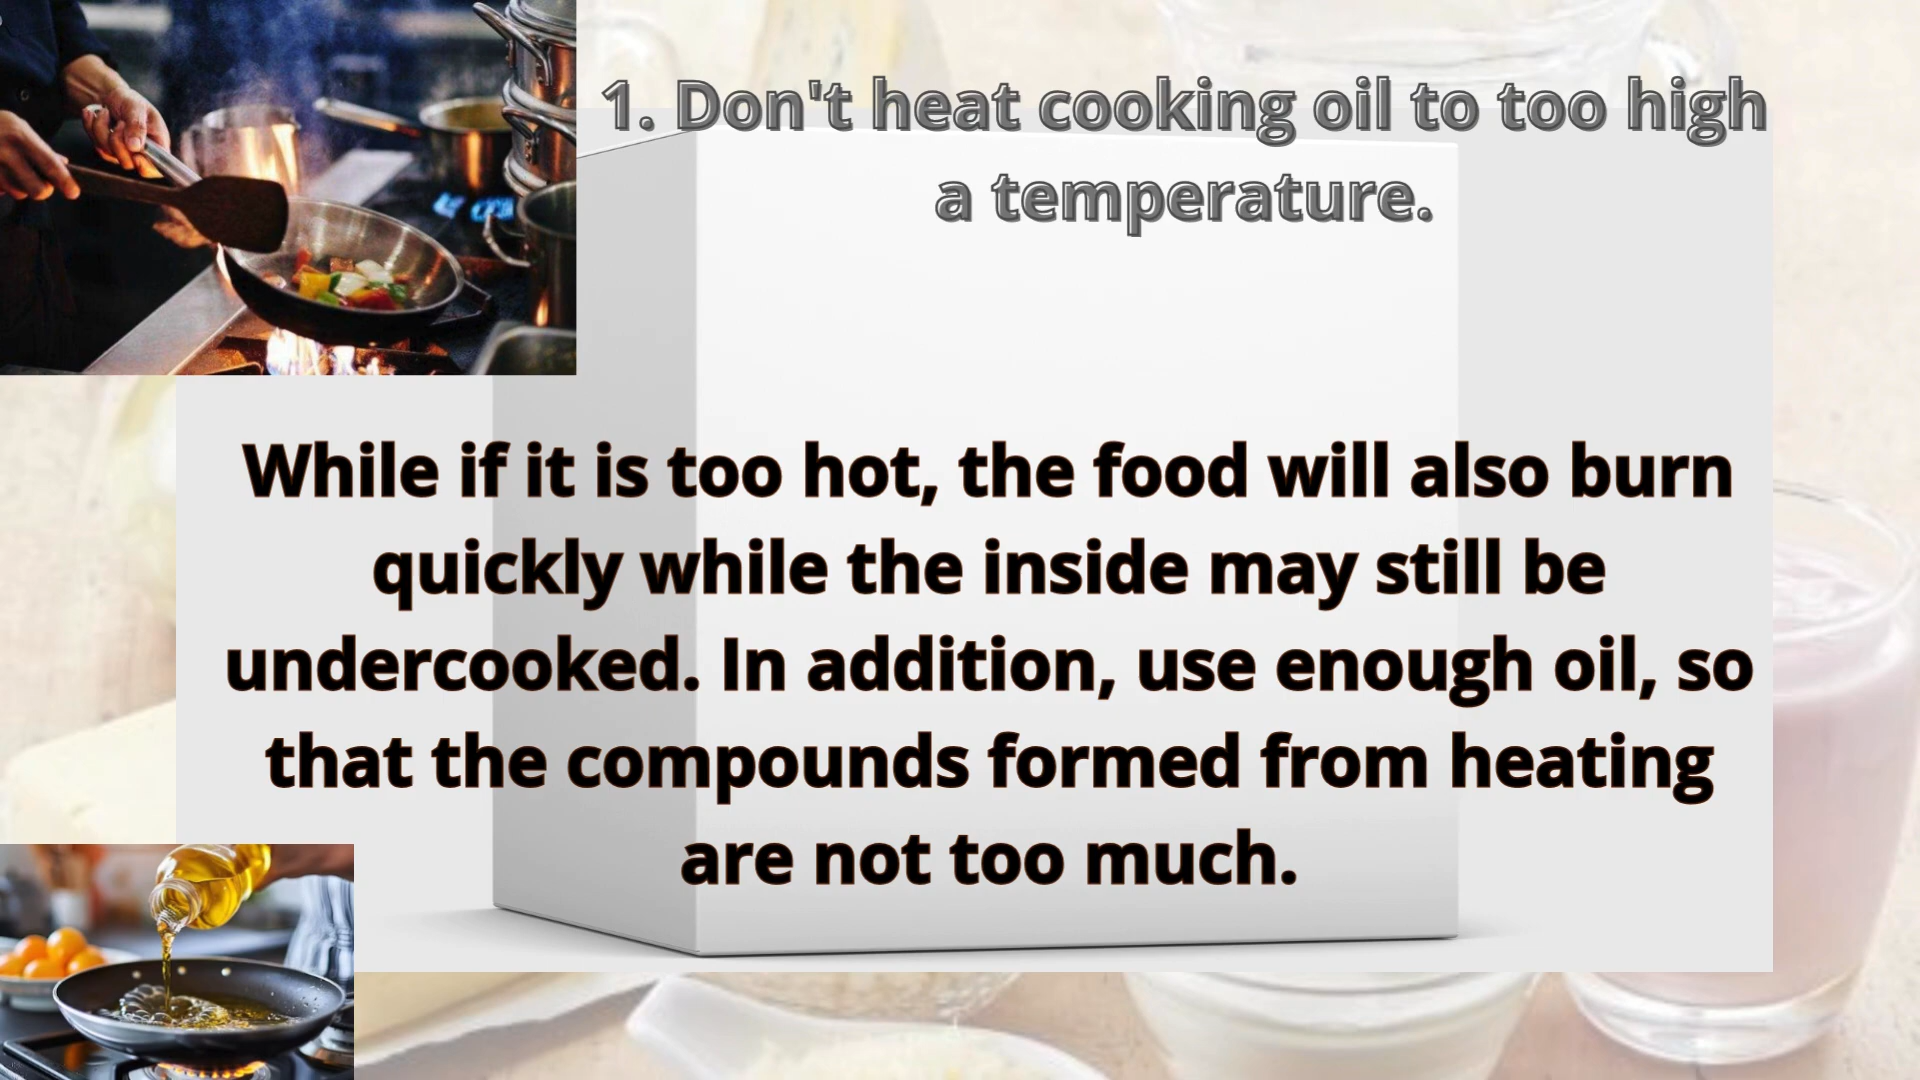 1. Don't heat cooking oil to too high
a temperature.
While if it is too hot, the food will also burn
quickly while the inside may still be
undercooked. In addition, use enough oil, so
that the compounds formed from heating
are not too much.